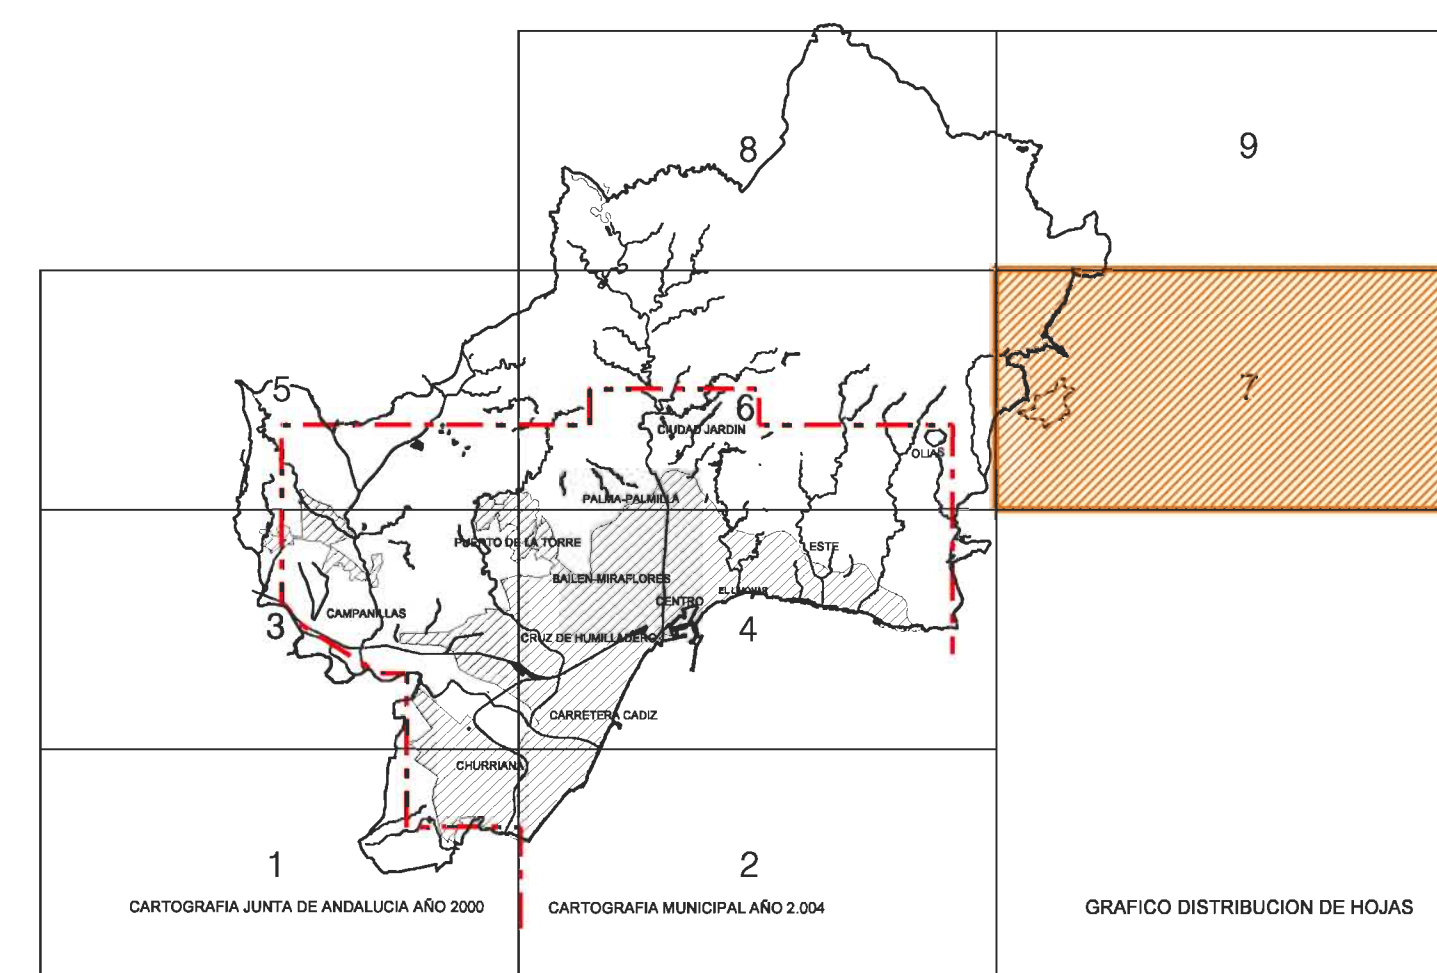 8
9
5
6
7
CIUDAD JARDIN
OLIAS
PALMA-PALMILLA
PUERTO DE LA TORRE
ESTE
BAILEN-MIRAFLORES
EL LIMONAR
CENTRO
CAMPANILLAS
3
CRUZ DE HUMILLADERO
4
CARRETERA CADIZ
CHURRIANA
1
2
CARTOGRAFIA JUNTA DE ANDALUCIA AÑO 2000
CARTOGRAFIA MUNICIPAL AÑO 2.004
GRAFICO DISTRIBUCION DE HOJAS